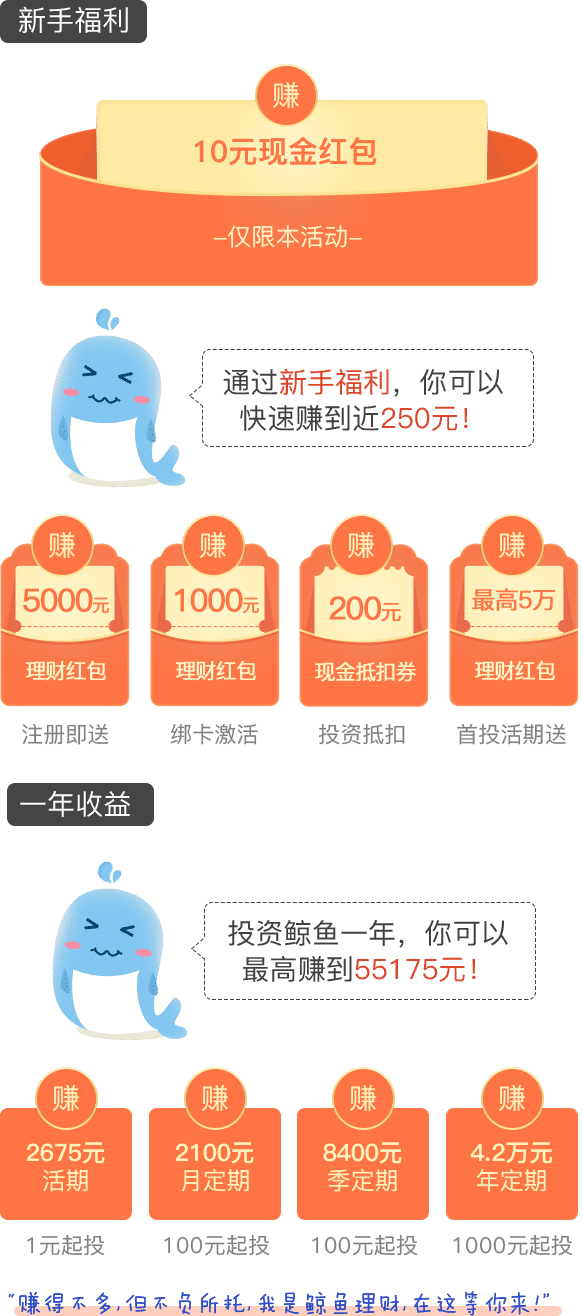 新手福利
赚
10元现金红包
–仅限本活动–
通过新手福利，你可以
快速赚到近250元！
赚 赚 赚 赚
5000元 1000元 200元 最高5万
理财红包 理财红包 现金抵扣券 理财红包
注册即送 绑卡激活 投资抵扣 首投活期送
一年收益
投资鲸鱼一年，你可以
最高赚到55175元！
赚 赚 赚 赚
2675元 2100元 8400元 4.2万元
活期 月定期 季定期 年定期
1元起投 100元起投 100元起投 1000元起投
“赚得不多,但不负所托,我是鲸鱼理财,在这等你来!”